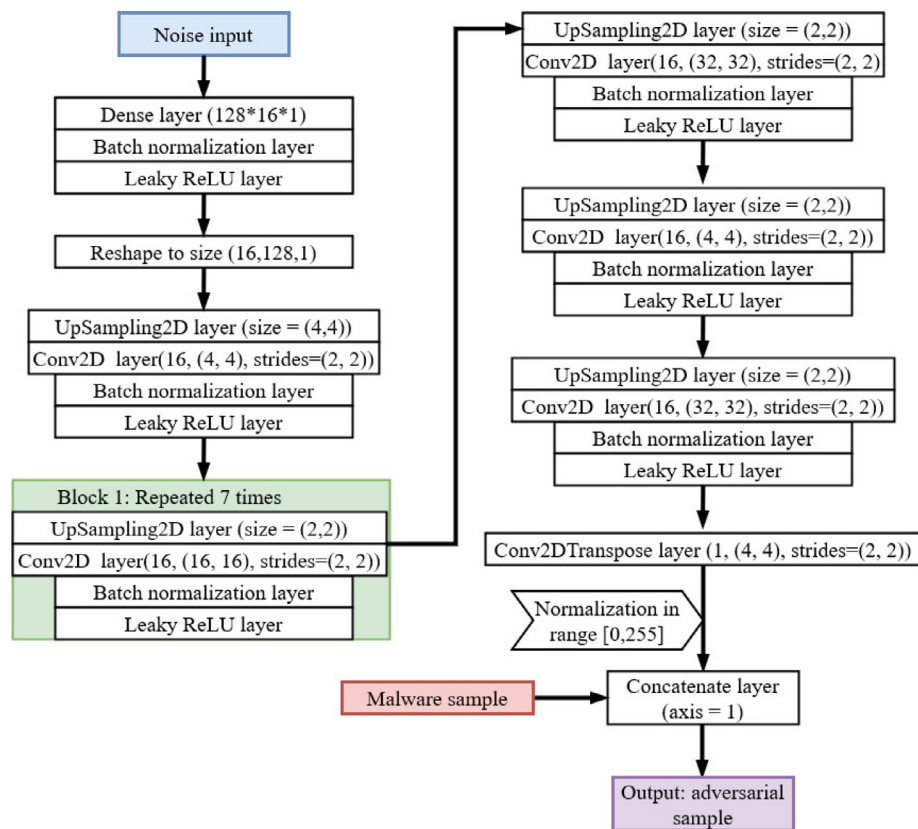 Noise input
Dense layer (128*16*1)
Batch normalization layer
Leaky ReLU layer
Reshape to size (16,128,1)
UpSampling2D layer (size = (4,4))
Conv2D layer(16, (4, 4), strides=(2, 2))
Batch normalization layer
Leaky ReLU layer
Block 1: Repeated 7 times
UpSampling2D layer (size = (2,2))
Conv2D layer(16, (16, 16), strides=(2, 2))
Batch normalization layer
Leaky ReLU layer
UpSampling2D layer (size = (2,2))
Conv2D layer(16, (32, 32), strides=(2, 2)
Batch normalization layer
Leaky ReLU layer
UpSampling2D layer (size = (2,2))
Conv2D layer(16, (4, 4), strides=(2, 2))
Batch normalization layer
Leaky ReLU layer
UpSampling2D layer (size = (2,2))
Conv2D layer(16, (32, 32), strides=(2, 2))
Batch normalization layer
Leaky ReLU layer
Conv2DTranspose layer (1, (4, 4), strides=(2, 2))
Normalization in
range [0,255]
Malware sample
Concatenate layer
(axis = 1)
Output: adversarial
sample